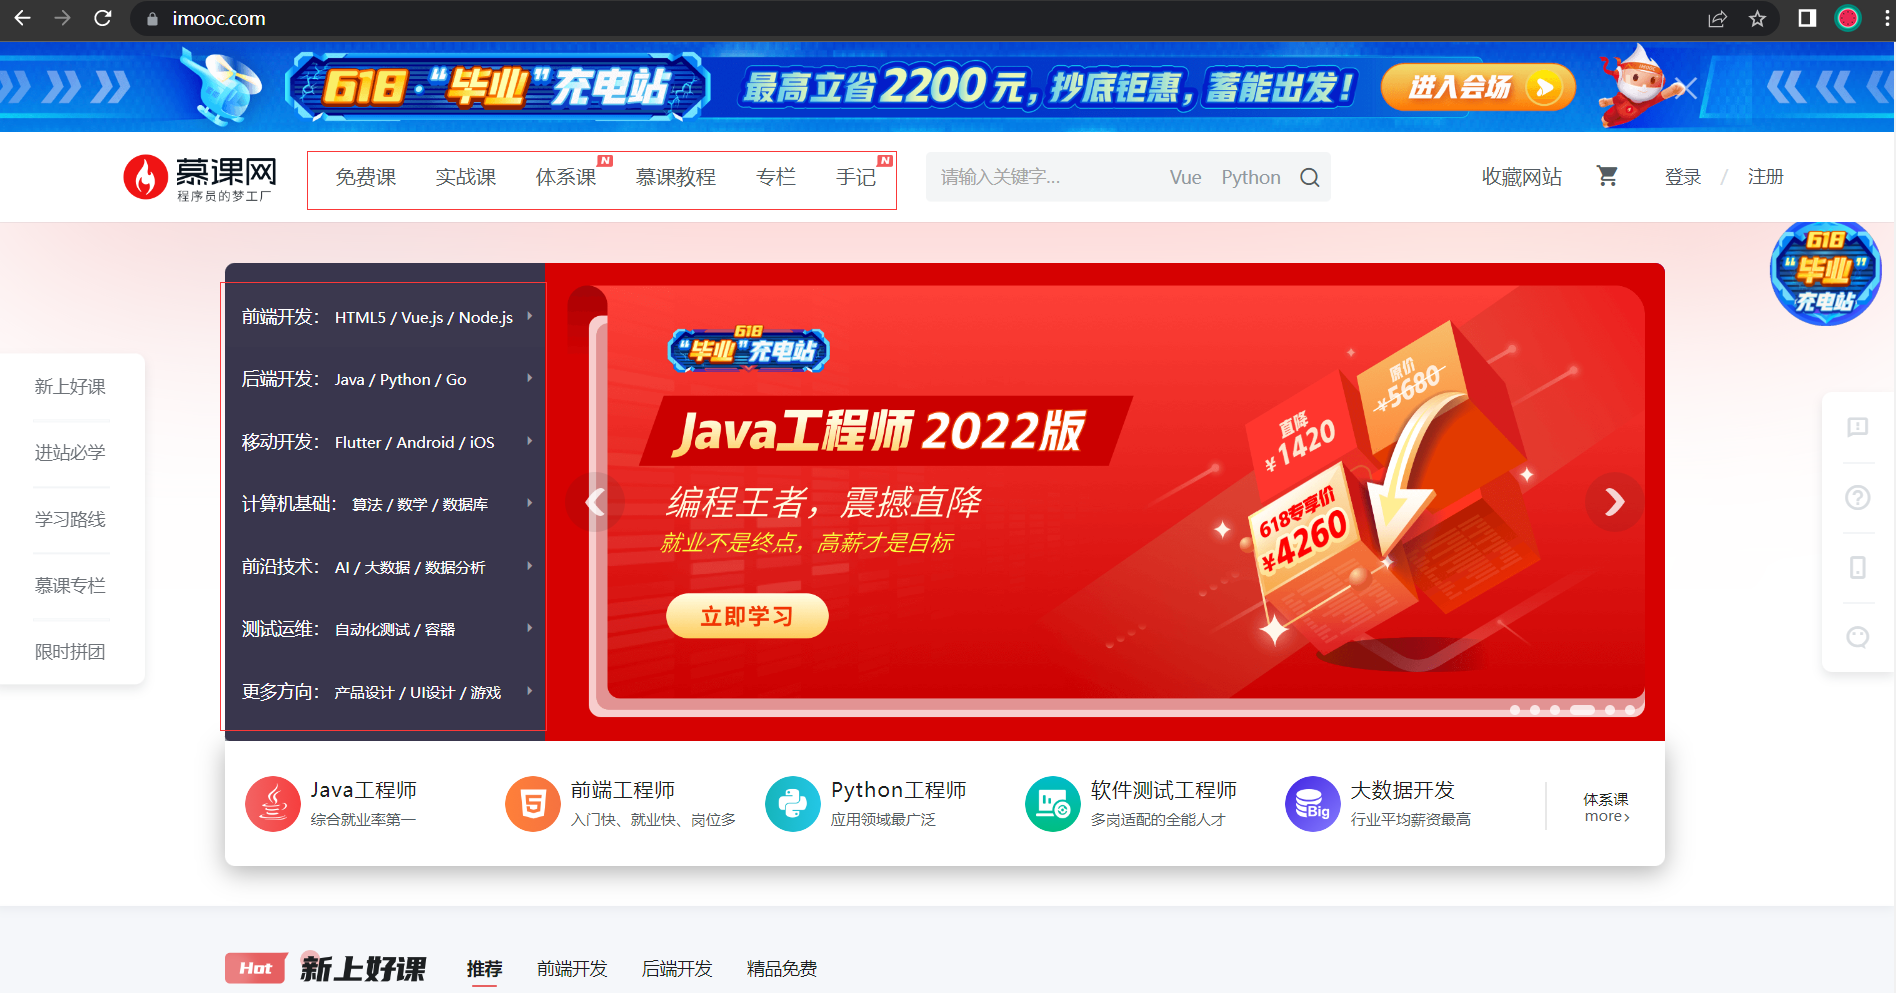 imooc.com
618·“毕业”充电站 最高立省2200元,抄底钜惠,蓄能出发! 进入会场
慕课网
程序员的梦工厂
免费课 实战课 体系课 N 慕课教程 专栏 手记 N
请输入关键字... Vue Python
收藏网站 登录 / 注册
618
“毕业”
充电站
新上好课
进站必学
学习路线
慕课专栏
限时拼团
前端开发: HTML5 / Vue.js / Node.js
后端开发: Java / Python / Go
移动开发: Flutter / Android / iOS
计算机基础: 算法 / 数学 / 数据库
前沿技术: AI / 大数据 / 数据分析
测试运维: 自动化测试 / 容器
更多方向: 产品设计 / UI设计 / 游戏
618
“毕业”充电站
Java工程师 2022版
编程王者，震撼直降
就业不是终点，高薪才是目标
立即学习
原价
¥5680
直降
¥1420
618专享价
¥4260
Java工程师
综合就业率第一
前端工程师
入门快、就业快、岗位多
Python工程师
应用领域最广泛
软件测试工程师
多岗适配的全能人才
Big
大数据开发
行业平均薪资最高
体系课
more›
Hot 新上好课 推荐 前端开发 后端开发 精品免费